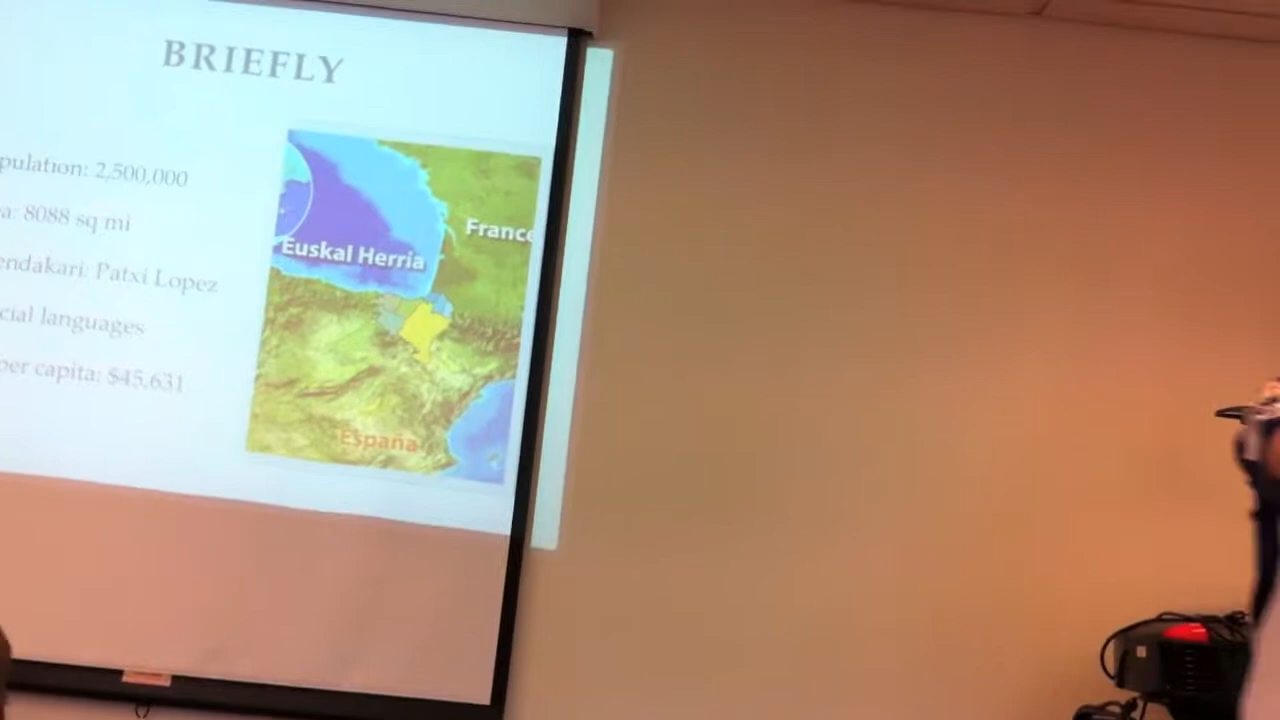 BRIEFLY
pulation: 2,500,000
a: 8088 sq mi
endakari: Patxi Lopez
cial languages
per capita: $45,631
France
Euskal Herria
España